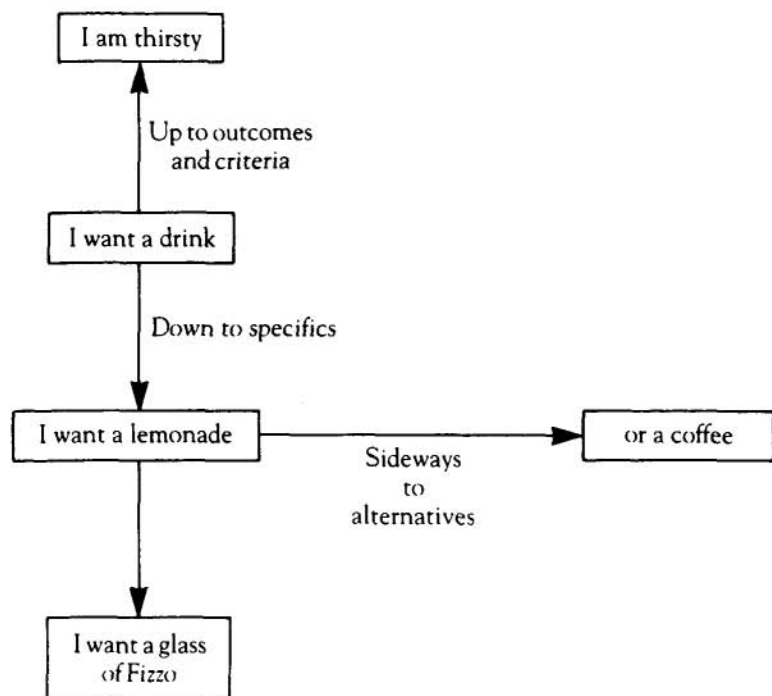 I am thirsty
Up to outcomes
and criteria
I want a drink
Down to specifics
I want a lemonade
or a coffee
Sideways
to
alternatives
I want a glass
of Fizzo